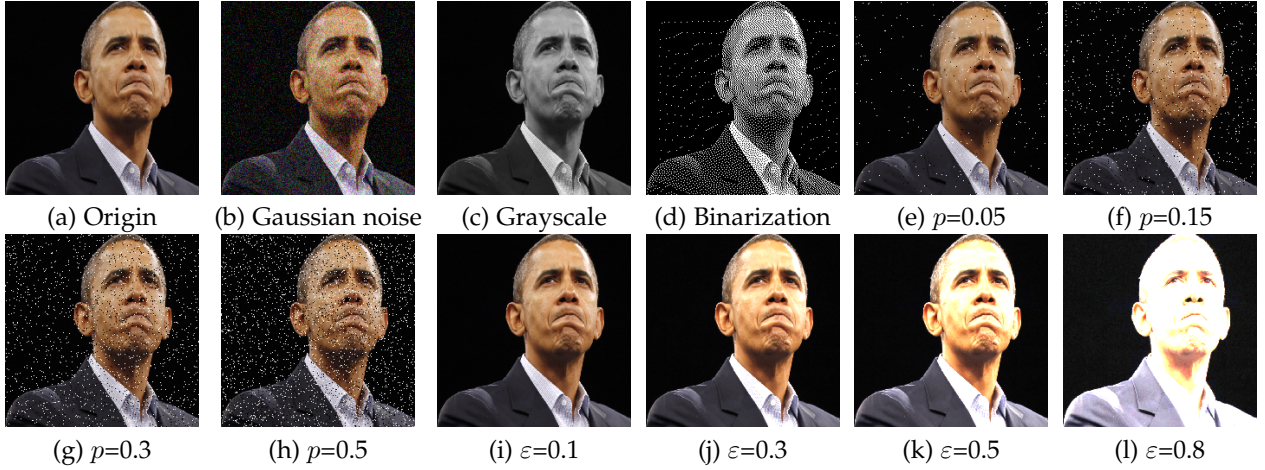 (a) Origin (b) Gaussian noise (c) Grayscale (d) Binarization (e) p=0.05 (f) p=0.15
(g) p=0.3 (h) p=0.5 (i) ε=0.1 (j) ε=0.3 (k) ε=0.5 (l) ε=0.8